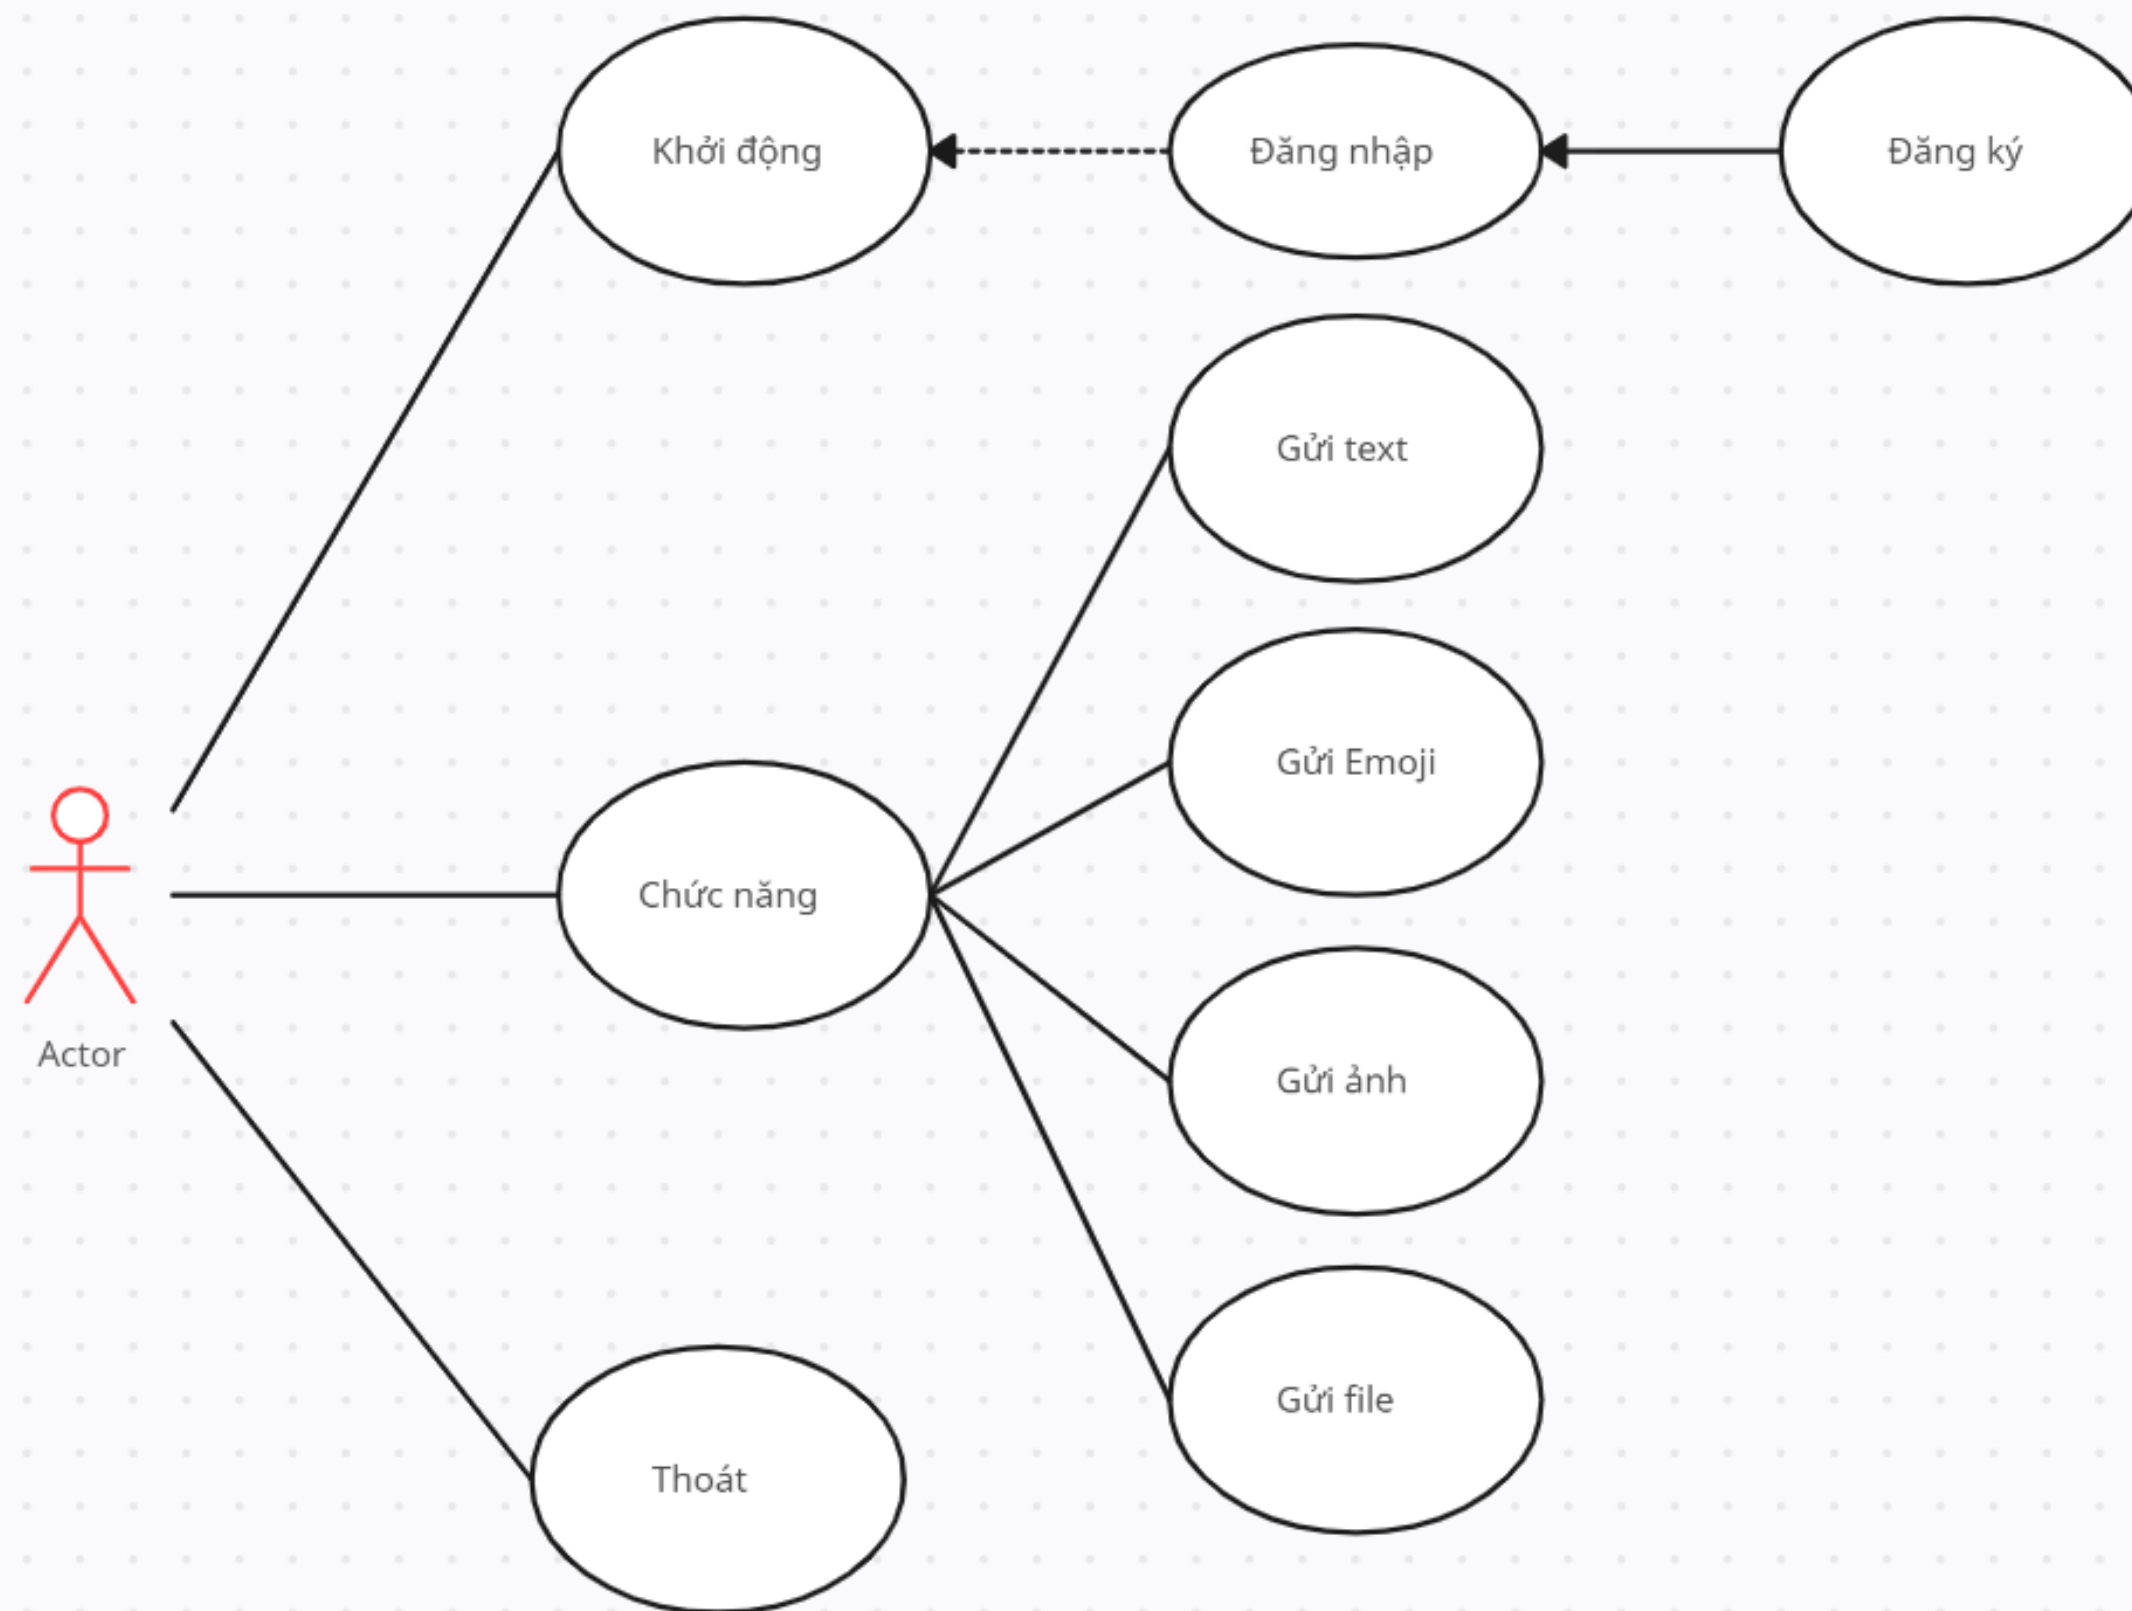 Khởi động
Đăng nhập
Đăng ký
Gửi text
Gửi Emoji
Chức năng
Actor
Gửi ảnh
Gửi file
Thoát